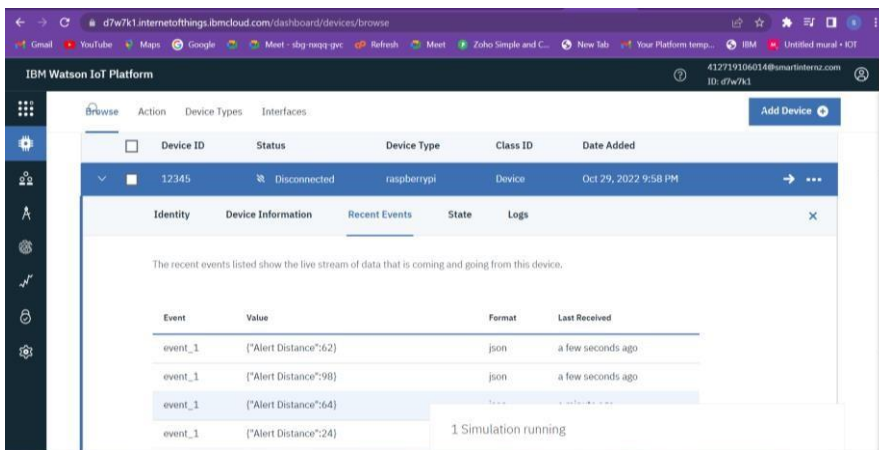 d7w7k1.internetofthings.ibmcloud.com/dashboard/devices/browse
Gmail YouTube Maps Google Meet - sbg-nxqq-gvc Refresh Meet Zoho Simple and C... New Tab Your Platform temp... IBM Untitled mural • IOT
IBM Watson IoT Platform
412719106014@smartinternz.com
ID: d7w7k1
Browse Action Device Types Interfaces Add Device
Device ID Status Device Type Class ID Date Added
12345 Disconnected raspberrypi Device Oct 29, 2022 9:58 PM
Identity Device Information Recent Events State Logs
The recent events listed show the live stream of data that is coming and going from this device.
Event Value Format Last Received
event_1 {"Alert Distance":62} json a few seconds ago
event_1 {"Alert Distance":98} json a few seconds ago
event_1 {"Alert Distance":64}
event_1 {"Alert Distance":24}
1 Simulation running